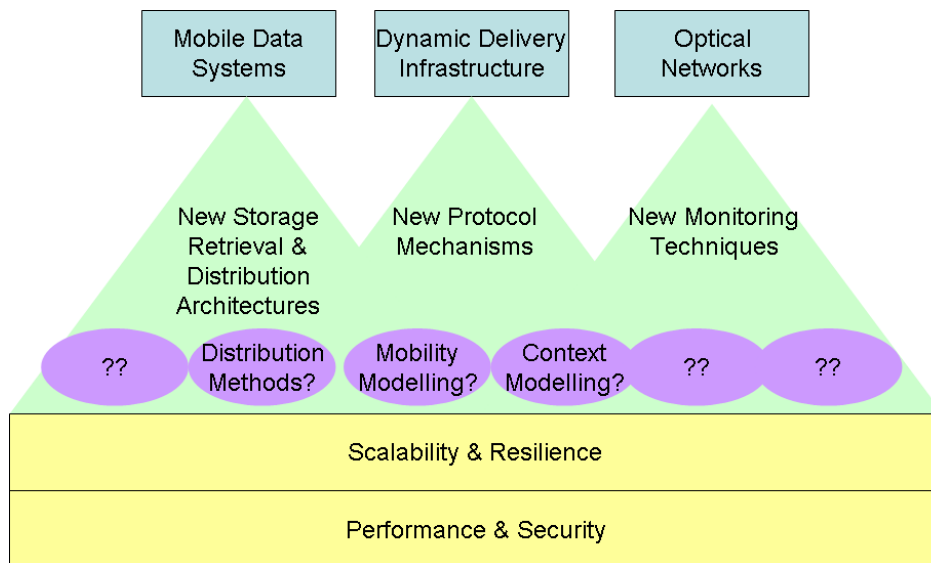 Mobile Data
Systems
Dynamic Delivery
Infrastructure
Optical
Networks
New Storage
Retrieval &
Distribution
Architectures
New Protocol
Mechanisms
New Monitoring
Techniques
??
Distribution
Methods?
Mobility
Modelling?
Context
Modelling?
??
??
Scalability & Resilience
Performance & Security